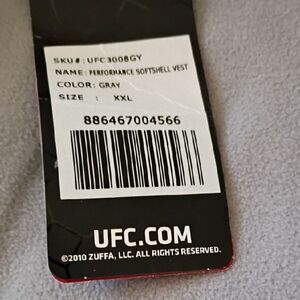 SKU#: UFC3008GY
NAME: PERFORMANCE SOFTSHELL VEST
COLOR: GRAY
SIZE : XXL
886467004566
UFC.COM
©2010 ZUFFA, LLC. ALL RIGHTS RESERVED.